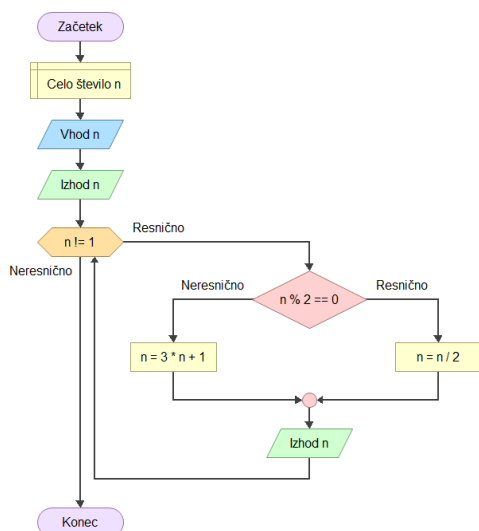 Začetek
Celo število n
Vhod n
Izhod n
n != 1
Resnično
Neresnično
n % 2 == 0
Neresnično
Resnično
n = 3 * n + 1
n = n / 2
Izhod n
Konec